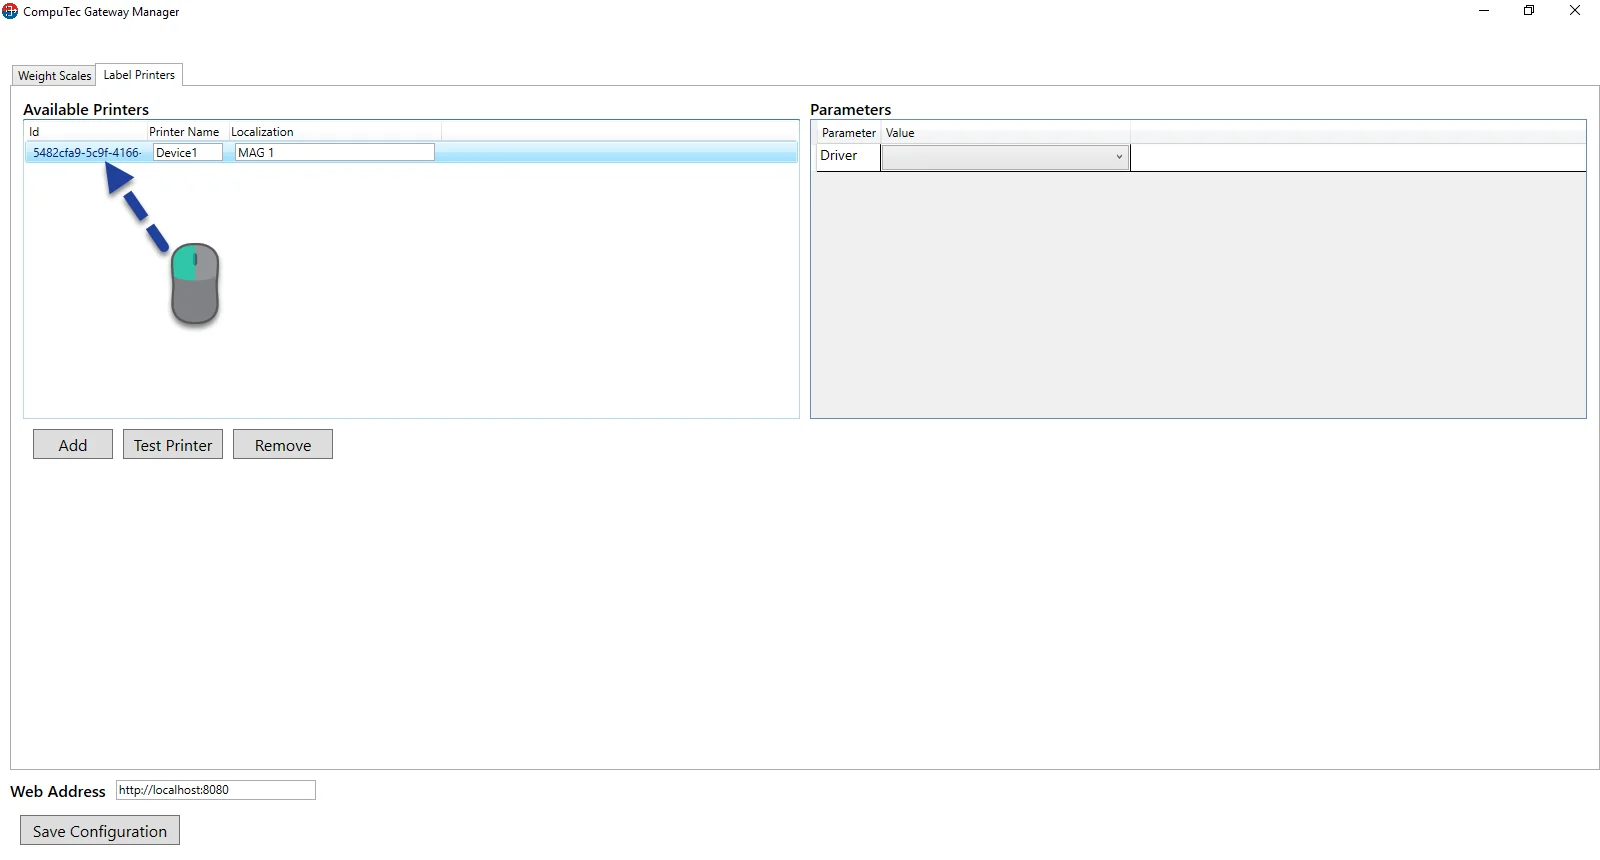 CompuTec Gateway Manager
Weight Scales
Label Printers
Available Printers
Id Printer Name Localization
5482cfa9-5c9f-4166- Device1 MAG 1
Parameters
Parameter Value
Driver
Add
Test Printer
Remove
Web Address http://localhost:8080
Save Configuration